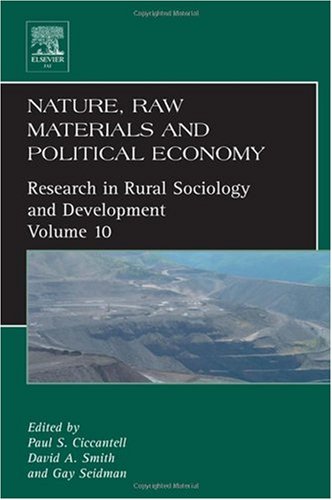 ELSEVIER
JAI
NATURE, RAW
MATERIALS AND
POLITICAL ECONOMY
Research in Rural Sociology
and Development
Volume 10
Edited by
Paul S. Ciccantell
David A. Smith
and Gay Seidman